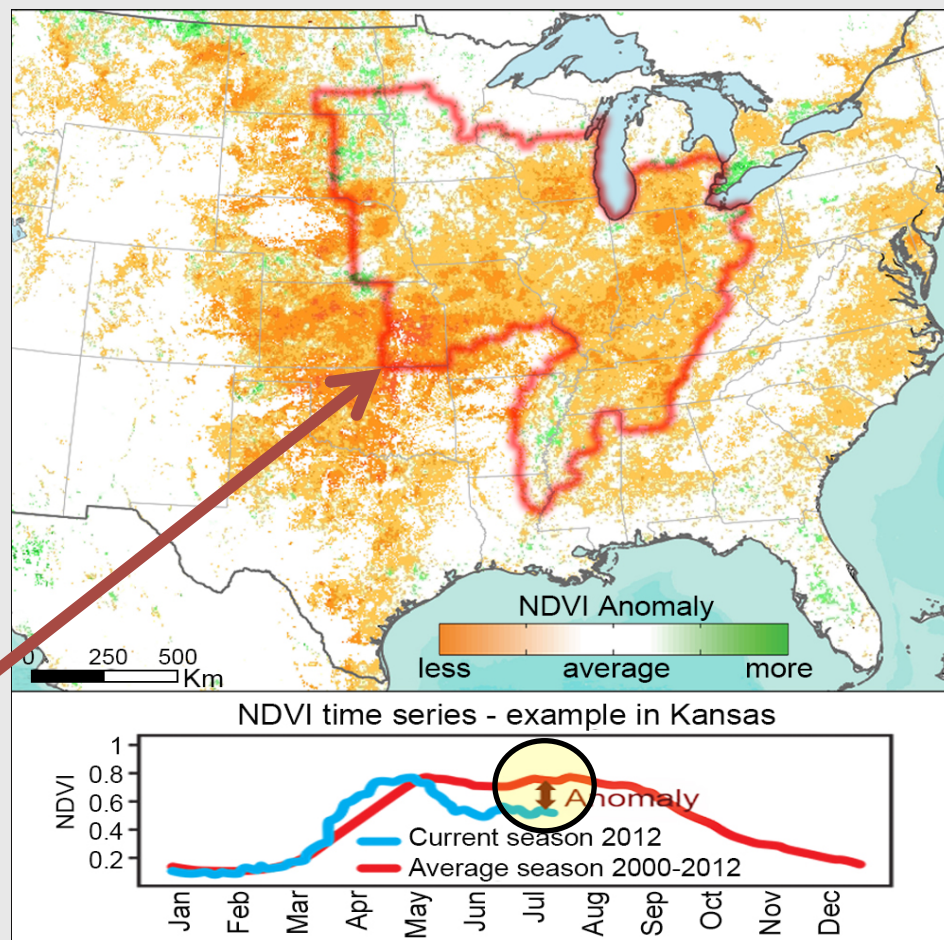 NDVI Anomaly
less average more
0 250 500
Km
NDVI time series - example in Kansas
1
0.8
0.6
0.4
0.2
NDVI
Anomaly
Current season 2012
Average season 2000-2012
Jan Feb Mar Apr May Jun Jul Aug Sep Oct Nov Dec